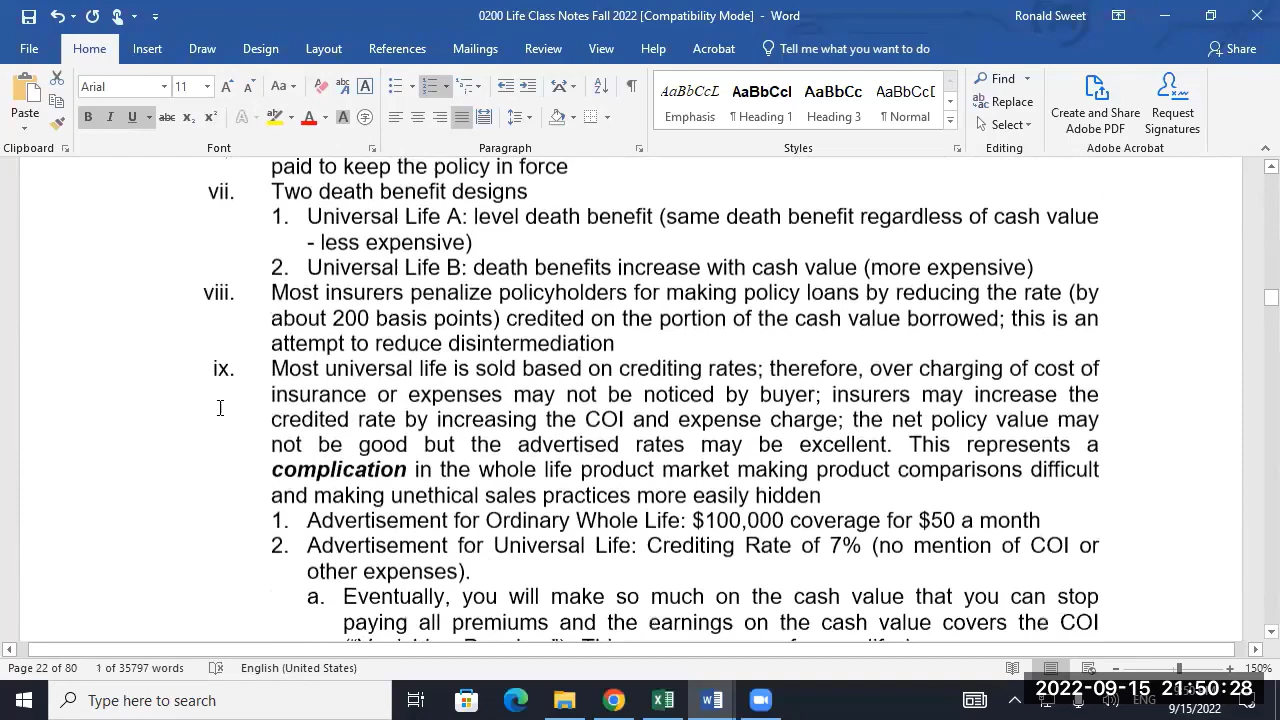 0200 Life Class Notes Fall 2022 [Compatibility Mode] - Word
Ronald Sweet
File Home Insert Draw Design Layout References Mailings Review View Help Acrobat Tell me what you want to do Share
Paste
Arial 11
Find
Replace
Select
Emphasis ¶ Heading 1 Heading 3 ¶ Normal
Create and Share Adobe PDF
Request Signatures
Clipboard Font Paragraph Styles Editing Adobe Acrobat
paid to keep the policy in force
vii. Two death benefit designs
1. Universal Life A: level death benefit (same death benefit regardless of cash value
- less expensive)
2. Universal Life B: death benefits increase with cash value (more expensive)
viii. Most insurers penalize policyholders for making policy loans by reducing the rate (by
about 200 basis points) credited on the portion of the cash value borrowed; this is an
attempt to reduce disintermediation
ix. Most universal life is sold based on crediting rates; therefore, over charging of cost of
insurance or expenses may not be noticed by buyer; insurers may increase the
credited rate by increasing the COI and expense charge; the net policy value may
not be good but the advertised rates may be excellent. This represents a
complication in the whole life product market making product comparisons difficult
and making unethical sales practices more easily hidden
1. Advertisement for Ordinary Whole Life: $100,000 coverage for $50 a month
2. Advertisement for Universal Life: Crediting Rate of 7% (no mention of COI or
other expenses).
a. Eventually, you will make so much on the cash value that you can stop
paying all premiums and the earnings on the cash value covers the COI
Page 22 of 80 1 of 35797 words English (United States) 150%
Type here to search
2022-09-15 21:50:28
ENG
9/15/2022